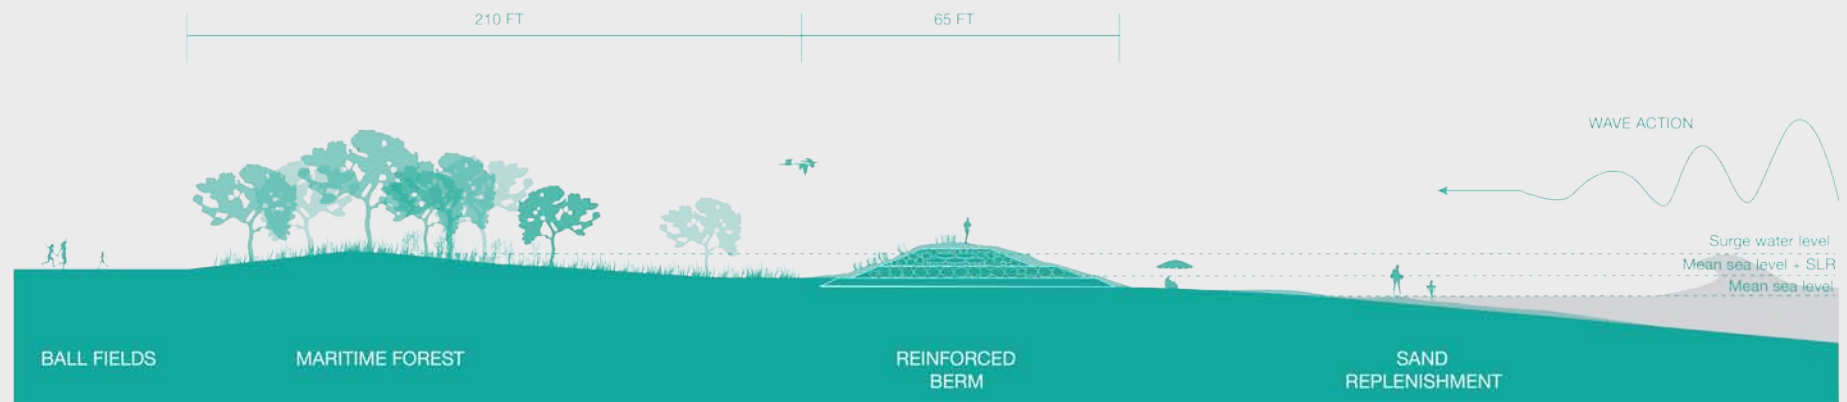 210 FT
65 FT
WAVE ACTION
Surge water level
Mean sea level + SLR
Mean sea level
BALL FIELDS
MARITIME FOREST
REINFORCED
BERM
SAND
REPLENISHMENT